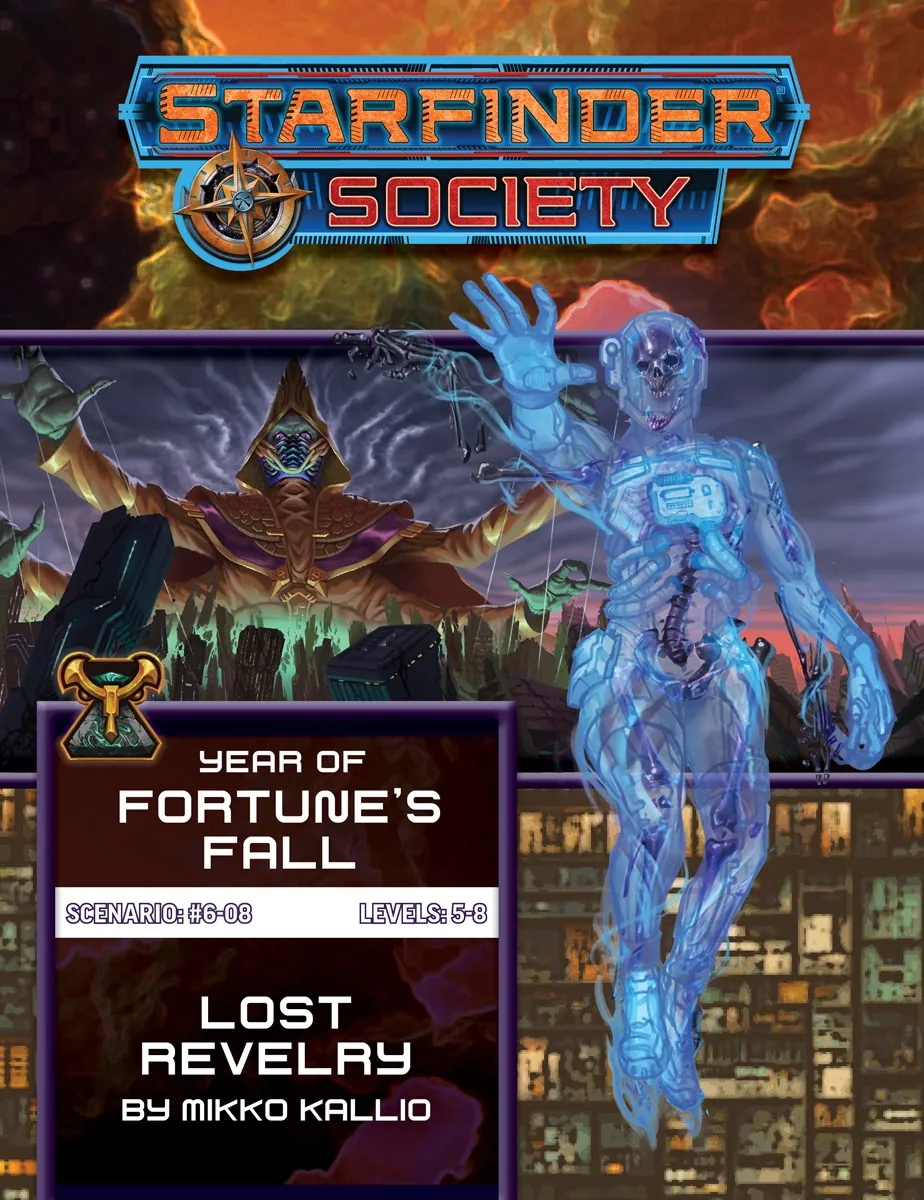 STARFINDER®
SOCIETY
YEAR OF
FORTUNE'S
FALL
SCENARIO: #6-08 LEVELS: 5-8
LOST
REVELRY
BY MIKKO KALLIO